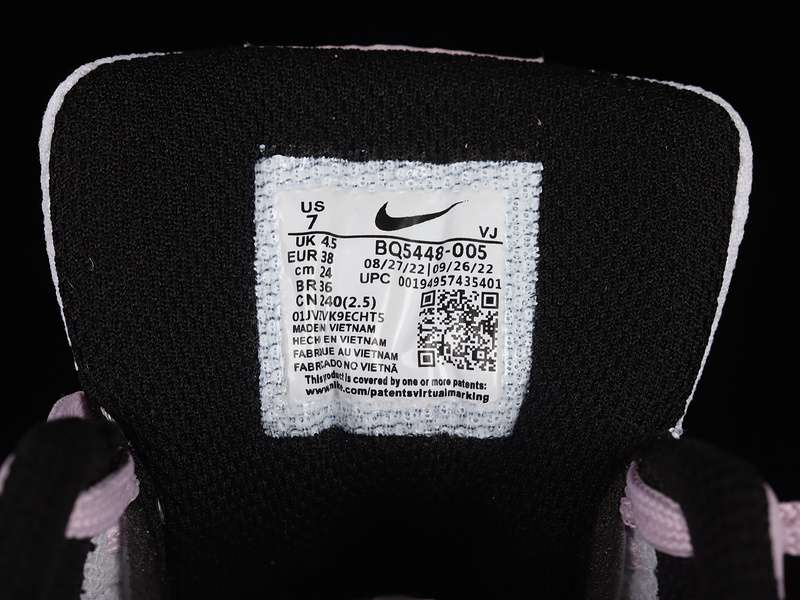 US
7
VJ
UK 4.5
BQ5448-005
EUR 38
08/27/22|09/26/22
cm 24
UPC 00194957435401
BR 36
CN 240(2.5)
MADE N VIETNAM
HECH EN VIETNAM
FABRIQUE AU VIETNAM
FABRICADO NO VIETNÃ
This product is covered by one or more patents:
www.nike.com/patentsvirtualmarking